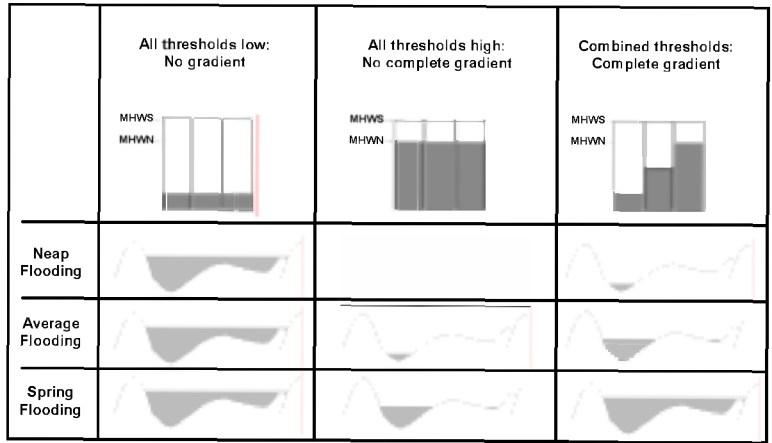 All thresholds low:
No gradient
All thresholds high:
No complete gradient
Combined thresholds:
Complete gradient
MHWS
MHWN
MHWS
MHWN
MHWS
MHWN
Neap
Flooding
Average
Flooding
Spring
Flooding